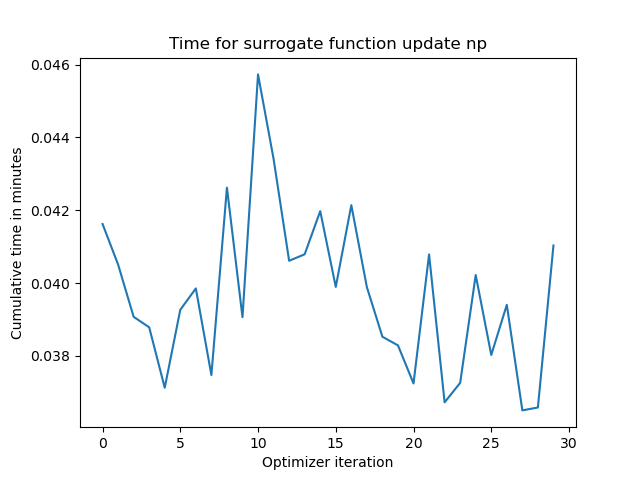 Time for surrogate function update np
Cumulative time in minutes
0.046
0.044
0.042
0.040
0.038
0 5 10 15 20 25 30
Optimizer iteration